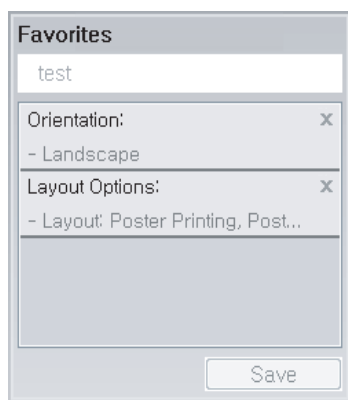 Favorites
test
Orientation: x
- Landscape
Layout Options: x
- Layout: Poster Printing, Post...
Save